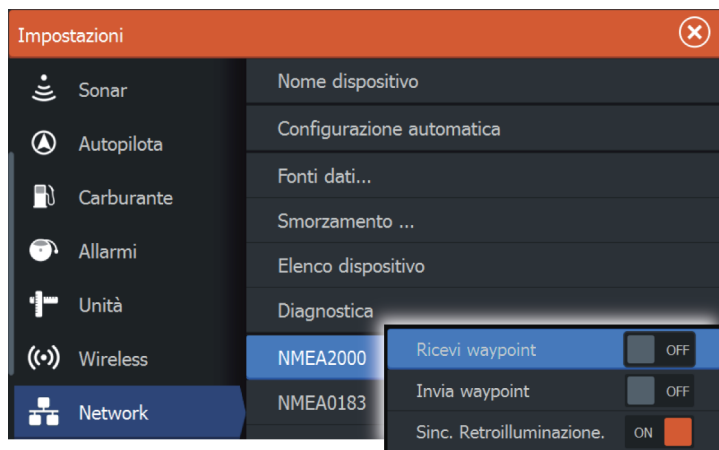 Impostazioni
Sonar
Autopilota
Carburante
Allarmi
Unità
Wireless
Network
Nome dispositivo
Configurazione automatica
Fonti dati...
Smorzamento ...
Elenco dispositivo
Diagnostica
NMEA2000
NMEA0183
Ricevi waypoint OFF
Invia waypoint OFF
Sinc. Retroilluminazione. ON